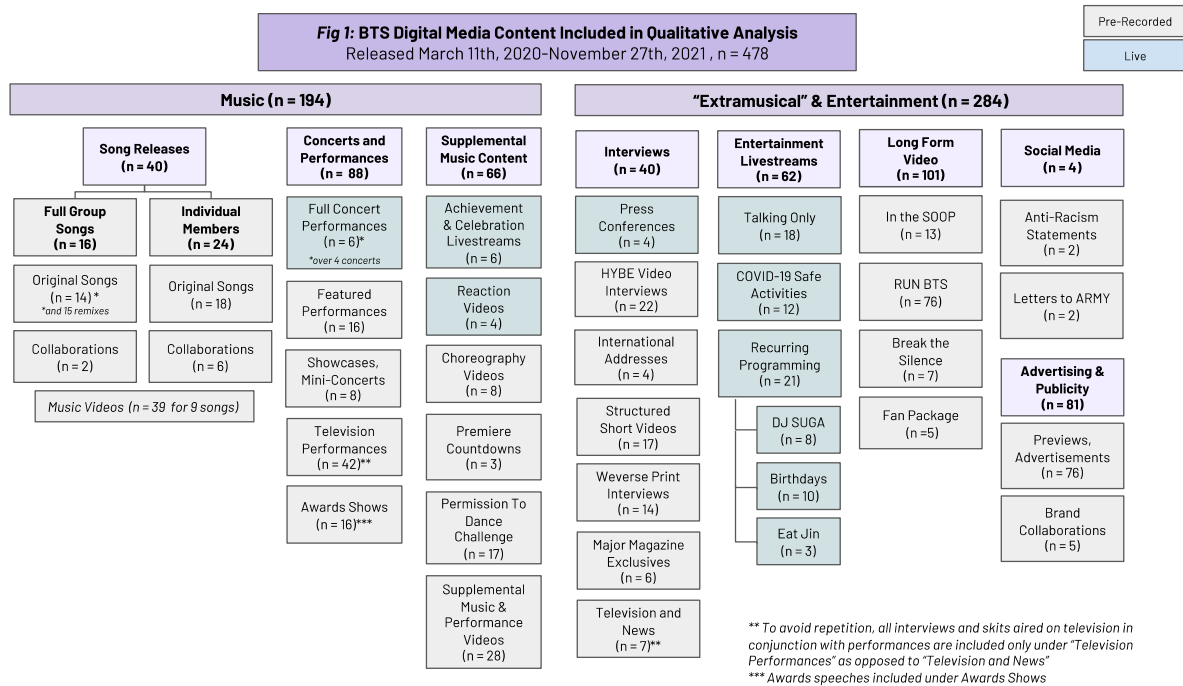 Fig 1: BTS Digital Media Content Included in Qualitative Analysis
Released March 11th, 2020-November 27th, 2021 , n = 478
Pre-Recorded
Live
Music (n = 194)
Song Releases
(n = 40)
Full Group
Songs
(n = 16)
Original Songs
(n = 14) *
*and 15 remixes
Collaborations
(n = 2)
Individual
Members
(n = 24)
Original Songs
(n = 18)
Collaborations
(n = 6)
Music Videos (n = 39 for 9 songs)
Concerts and
Performances
(n = 88)
Full Concert
Performances
(n = 6)*
*over 4 concerts
Featured
Performances
(n = 16)
Showcases,
Mini-Concerts
(n = 8)
Television
Performances
(n = 42)**
Awards Shows
(n = 16)***
Supplemental
Music Content
(n = 66)
Achievement
& Celebration
Livestreams
(n = 6)
Reaction
Videos
(n = 4)
Choreography
Videos
(n = 8)
Premiere
Countdowns
(n = 3)
Permission To
Dance
Challenge
(n = 17)
Supplemental
Music &
Performance
Videos
(n = 28)
“Extramusical” & Entertainment (n = 284)
Interviews
(n = 40)
Press
Conferences
(n = 4)
HYBE Video
Interviews
(n = 22)
International
Addresses
(n = 4)
Structured
Short Videos
(n = 17)
Weverse Print
Interviews
(n = 14)
Major Magazine
Exclusives
(n = 6)
Television and
News
(n = 7)**
Entertainment
Livestreams
(n = 62)
Talking Only
(n = 18)
COVID-19 Safe
Activities
(n = 12)
Recurring
Programming
(n = 21)
DJ SUGA
(n = 8)
Birthdays
(n = 10)
Eat Jin
(n = 3)
Long Form
Video
(n = 101)
In the SOOP
(n = 13)
RUN BTS
(n = 76)
Break the
Silence
(n = 7)
Fan Package
(n =5)
Social Media
(n = 4)
Anti-Racism
Statements
(n = 2)
Letters to ARMY
(n = 2)
Advertising &
Publicity
(n = 81)
Previews,
Advertisements
(n = 76)
Brand
Collaborations
(n = 5)
** To avoid repetition, all interviews and skits aired on television in
conjunction with performances are included only under “Television
Performances” as opposed to “Television and News”
*** Awards speeches included under Awards Shows